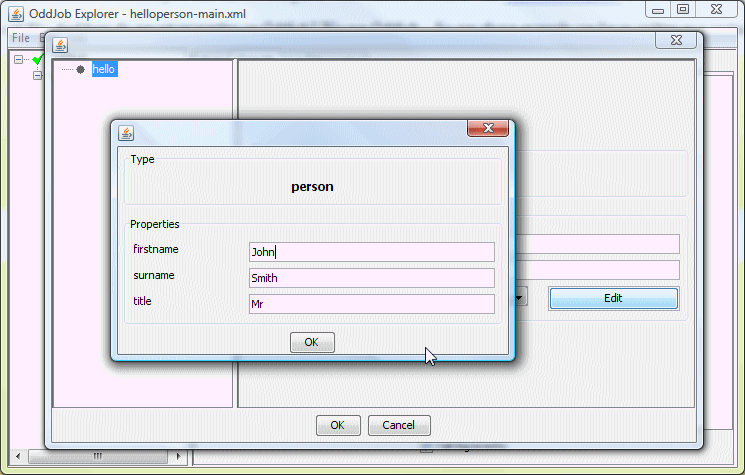 OddJob Explorer - helloperson-main.xml
File
hello
Type
person
Properties
firstname
John
surname
Smith
title
Mr
Edit
OK
OK
Cancel